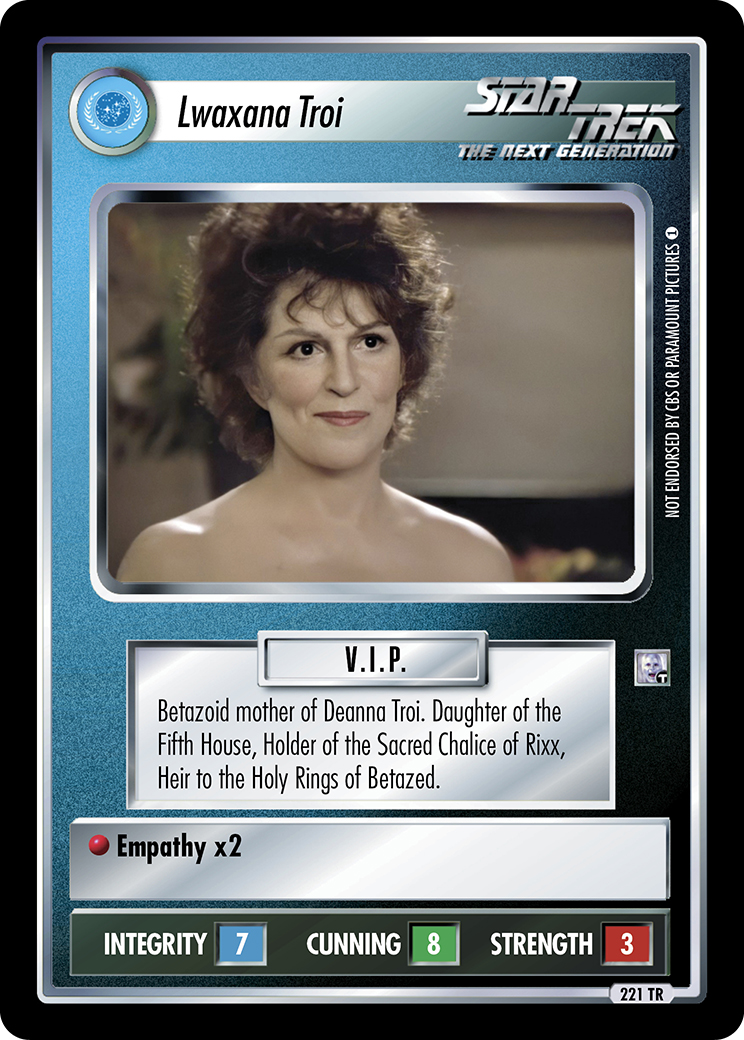 Lwaxana Troi
STAR TREK
THE NEXT GENERATION
NOT ENDORSED BY CBS OR PARAMOUNT PICTURES 1
V.I.P.
T
Betazoid mother of Deanna Troi. Daughter of the
Fifth House, Holder of the Sacred Chalice of Rixx,
Heir to the Holy Rings of Betazed.
Empathy x2
INTEGRITY 7 CUNNING 8 STRENGTH 3
221 TR